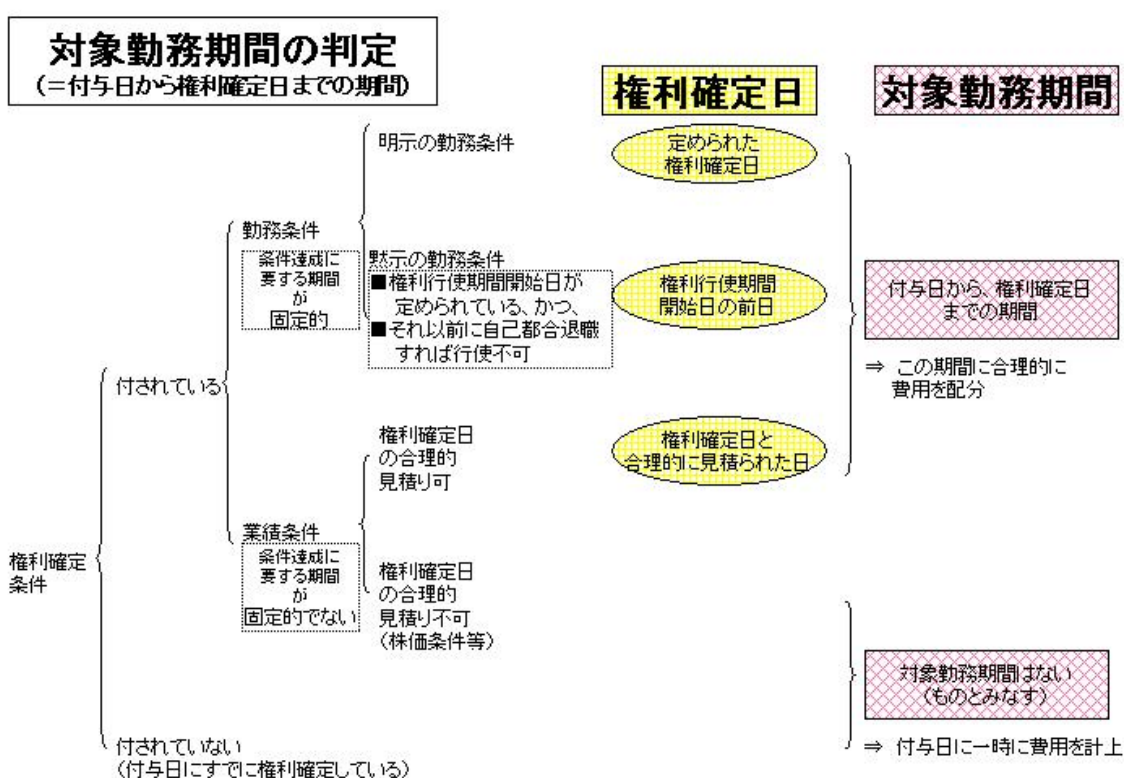 対象勤務期間の判定
(=付与日から権利確定日までの期間)
権利確定日
対象勤務期間
明示の勤務条件
定められた
権利確定日
勤務条件
条件達成に
要する期間
が
固定的
黙示の勤務条件
■権利行使期間開始日が
定められている、かつ、
■それ以前に自己都合退職
すれば行使不可
権利行使期間
開始日の前日
付与日から、権利確定日
までの期間
⇒ この期間に合理的に
費用を配分
付されている
権利確定日
の合理的
見積り可
権利確定日と
合理的に見積られた日
業績条件
条件達成に
要する期間
が
固定的でない
権利確定日
の合理的
見積り不可
(株価条件等)
権利確定
条件
対象勤務期間はない
(ものとみなす)
⇒ 付与日に一時に費用を計上
付されていない
(付与日にすでに権利確定している)